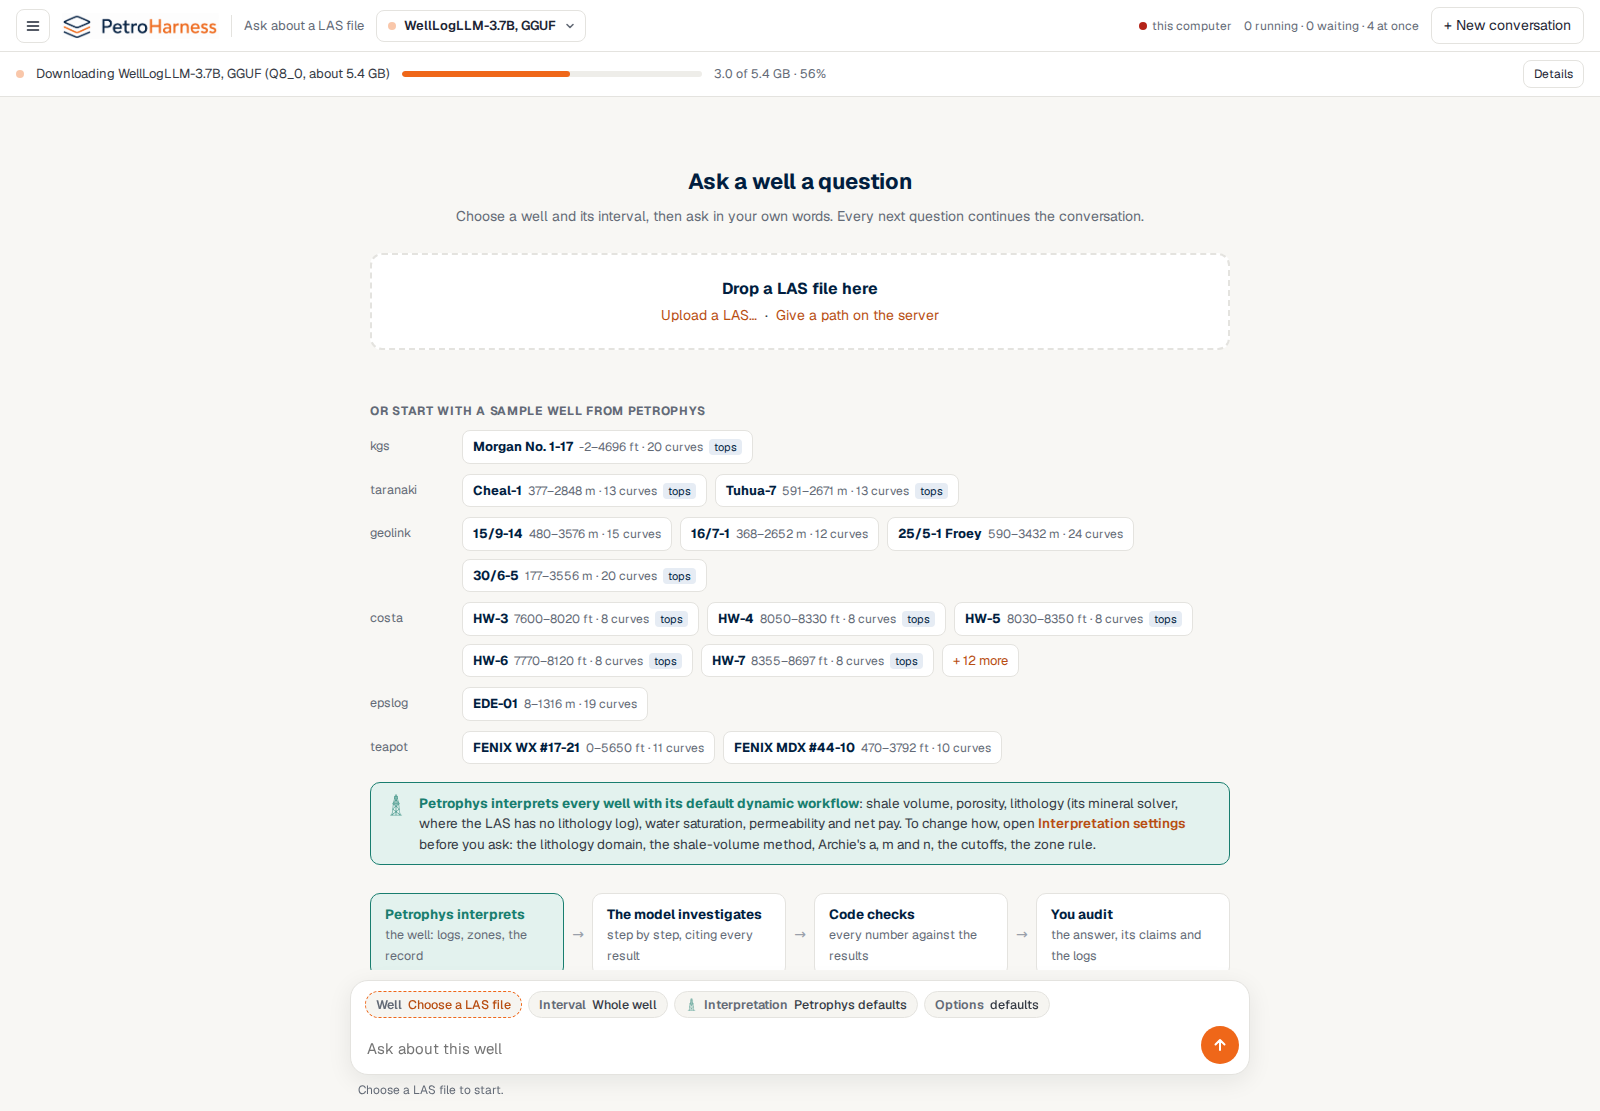 PetroHarness
Ask about a LAS file
WellLogLLM-3.7B, GGUF
this computer
0 running · 0 waiting · 4 at once
+ New conversation
Downloading WellLogLLM-3.7B, GGUF (Q8_0, about 5.4 GB)
3.0 of 5.4 GB · 56%
Details
Ask a well a question
Choose a well and its interval, then ask in your own words. Every next question continues the conversation.
Drop a LAS file here
Upload a LAS… · Give a path on the server
OR START WITH A SAMPLE WELL FROM PETROPHYS
kgs
Morgan No. 1-17 -2–4696 ft · 20 curves tops
taranaki
Cheal-1 377–2848 m · 13 curves tops
Tuhua-7 591–2671 m · 13 curves tops
geolink
15/9-14 480–3576 m · 15 curves
16/7-1 368–2652 m · 12 curves
25/5-1 Froey 590–3432 m · 24 curves
30/6-5 177–3556 m · 20 curves tops
costa
HW-3 7600–8020 ft · 8 curves tops
HW-4 8050–8330 ft · 8 curves tops
HW-5 8030–8350 ft · 8 curves tops
HW-6 7770–8120 ft · 8 curves tops
HW-7 8355–8697 ft · 8 curves tops
+ 12 more
epslog
EDE-01 8–1316 m · 19 curves
teapot
FENIX WX #17-21 0–5650 ft · 11 curves
FENIX MDX #44-10 470–3792 ft · 10 curves
Petrophys interprets every well with its default dynamic workflow: shale volume, porosity, lithology (its mineral solver,
where the LAS has no lithology log), water saturation, permeability and net pay. To change how, open Interpretation settings
before you ask: the lithology domain, the shale-volume method, Archie's a, m and n, the cutoffs, the zone rule.
Petrophys interprets
the well: logs, zones, the
record
→
The model investigates
step by step, citing every
result
→
Code checks
every number against the
results
→
You audit
the answer, its claims and
the logs
Well Choose a LAS file
Interval Whole well
Interpretation Petrophys defaults
Options defaults
Ask about this well
Choose a LAS file to start.